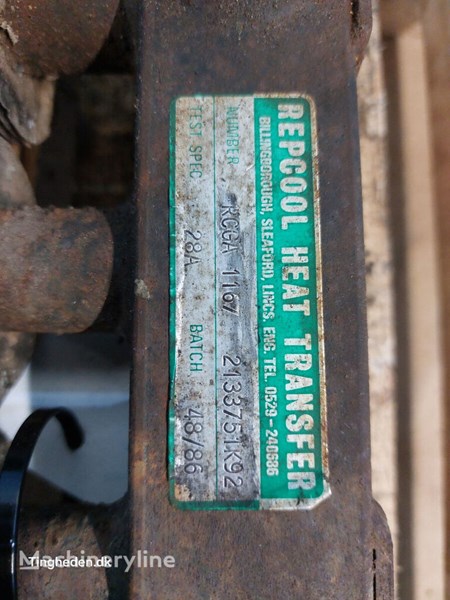 REPCOOL HEAT TRANSFER
BILLINGBOROUGH, SLEAFORD, LINCS. ENG. TEL. 0529-240686
NUMBER KCCA 1167 2133751K92
TEST SPEC. 28A BATCH 48/86
Machineryline
Tingheden.dk